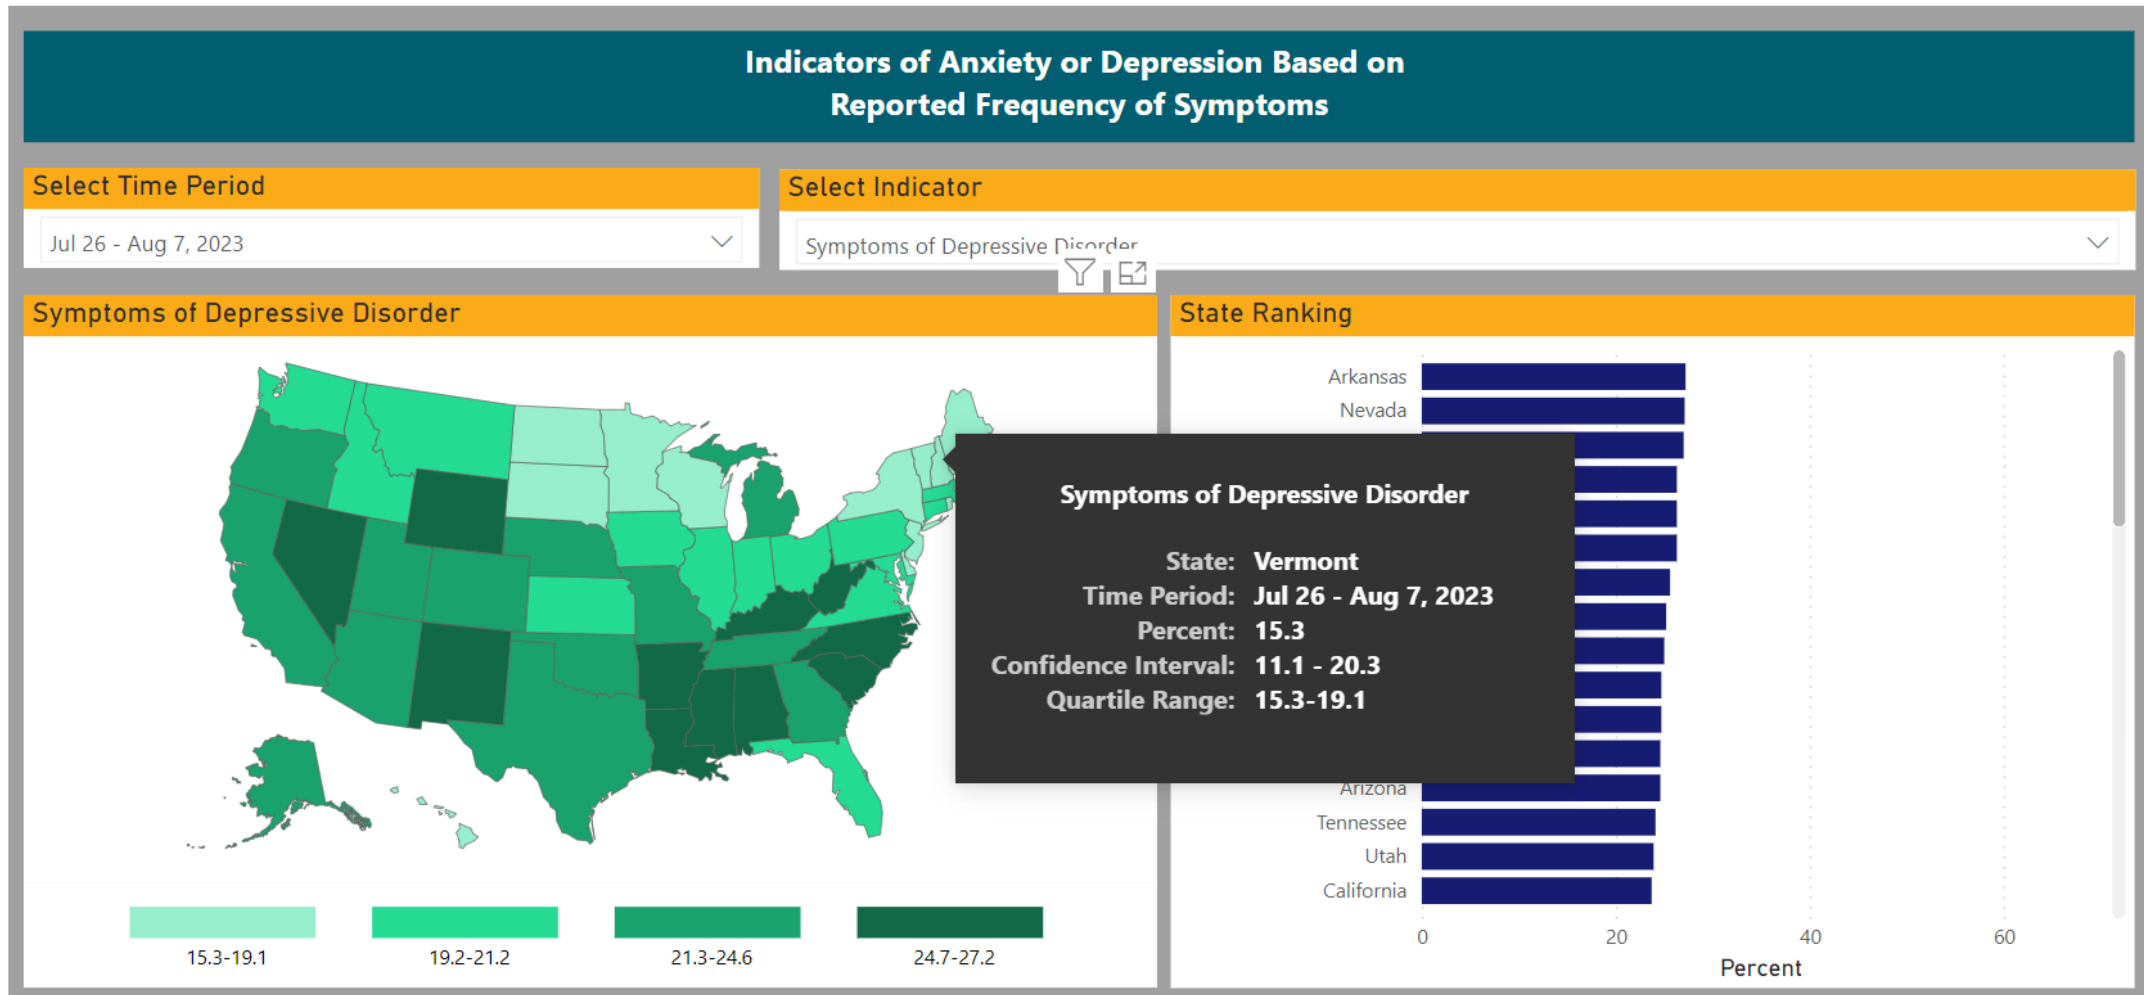 Indicators of Anxiety or Depression Based on
Reported Frequency of Symptoms
Select Time Period
Jul 26 - Aug 7, 2023
Select Indicator
Symptoms of Depressive Disorder
Symptoms of Depressive Disorder
15.3-19.1
19.2-21.2
21.3-24.6
24.7-27.2
Symptoms of Depressive Disorder
State: Vermont
Time Period: Jul 26 - Aug 7, 2023
Percent: 15.3
Confidence Interval: 11.1 - 20.3
Quartile Range: 15.3-19.1
State Ranking
Arkansas
Nevada
Arizona
Tennessee
Utah
California
0 20 40 60
Percent